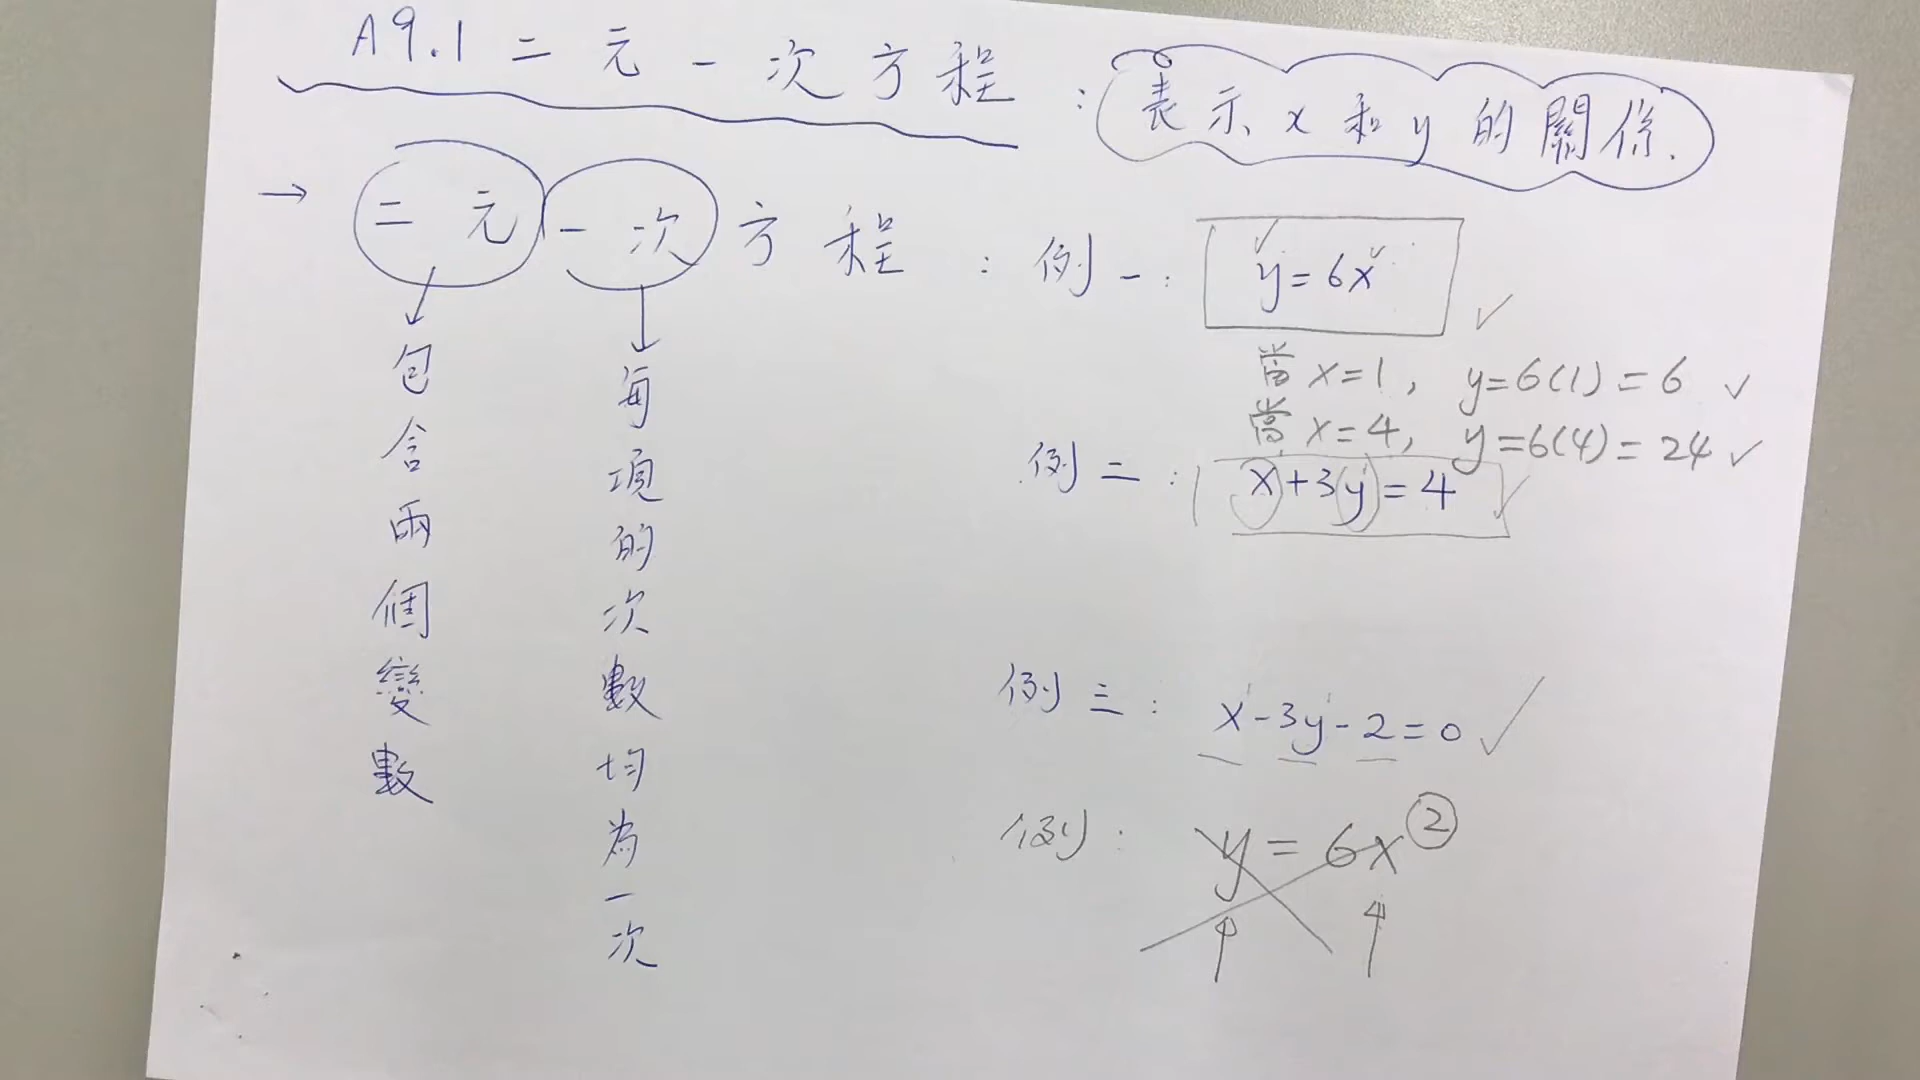 A9.1 二元一次方程 : 表示 x 和 y 的關係.
→ 二元一次方程 : 例一 : y = 6x ✓
當 x = 1, y = 6(1) = 6 ✓
當 x = 4, y = 6(4) = 24 ✓
例二 : x + 3y = 4 ✓
例三 : x - 3y - 2 = 0 ✓
例 : y = 6x²
包含兩個變數
每項的次數均為一次